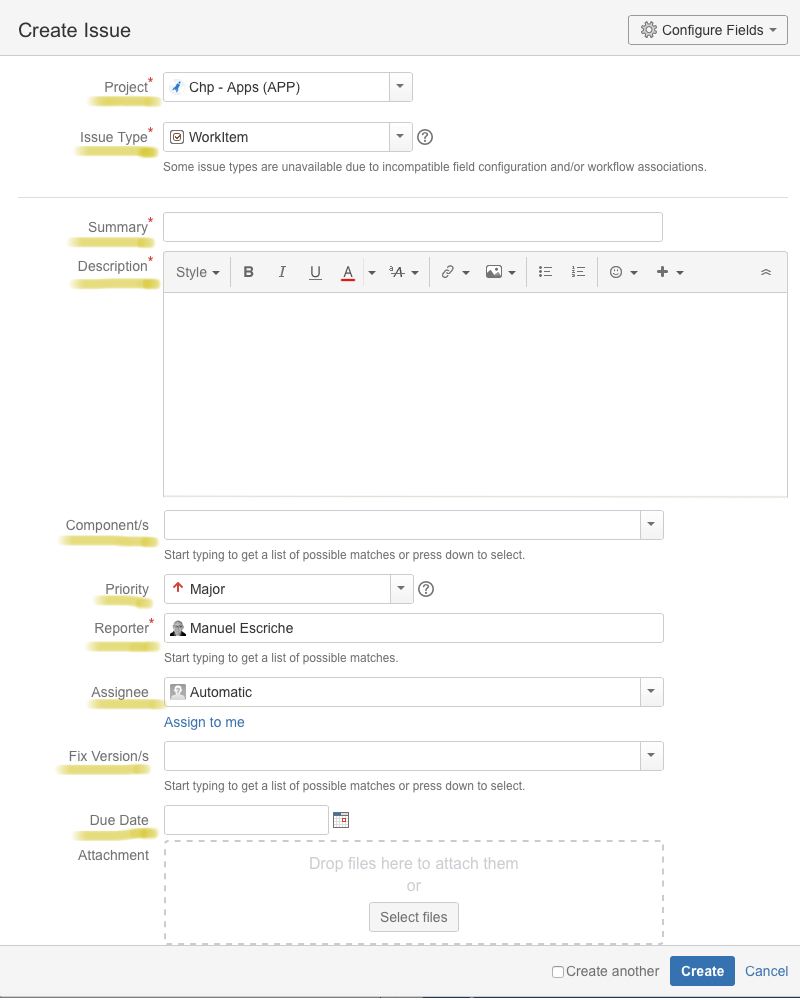 Create Issue
Configure Fields
Project*
Chp - Apps (APP)
Issue Type*
WorkItem
?
Some issue types are unavailable due to incompatible field configuration and/or workflow associations.
Summary*
Description*
Style B I U A ªA
Component/s
Start typing to get a list of possible matches or press down to select.
Priority
Major
?
Reporter*
Manuel Escriche
Start typing to get a list of possible matches.
Assignee
Automatic
Assign to me
Fix Version/s
Start typing to get a list of possible matches or press down to select.
Due Date
Attachment
Drop files here to attach them
or
Select files
Create another Create Cancel